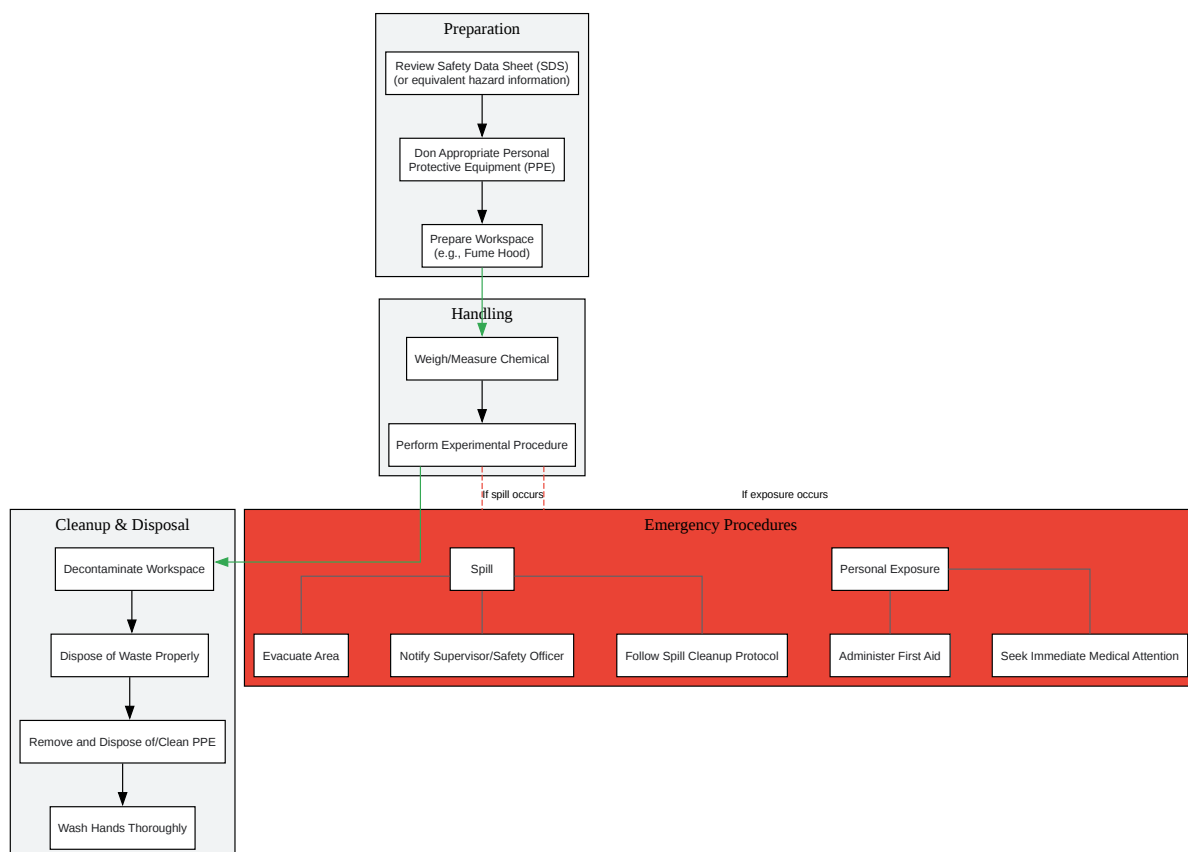 Preparation
Review Safety Data Sheet (SDS)
(or equivalent hazard information)
Don Appropriate Personal
Protective Equipment (PPE)
Prepare Workspace
(e.g., Fume Hood)
Handling
Weigh/Measure Chemical
Perform Experimental Procedure
If spill occurs
If exposure occurs
Cleanup & Disposal
Decontaminate Workspace
Dispose of Waste Properly
Remove and Dispose of/Clean PPE
Wash Hands Thoroughly
Emergency Procedures
Spill
Personal Exposure
Evacuate Area
Notify Supervisor/Safety Officer
Follow Spill Cleanup Protocol
Administer First Aid
Seek Immediate Medical Attention